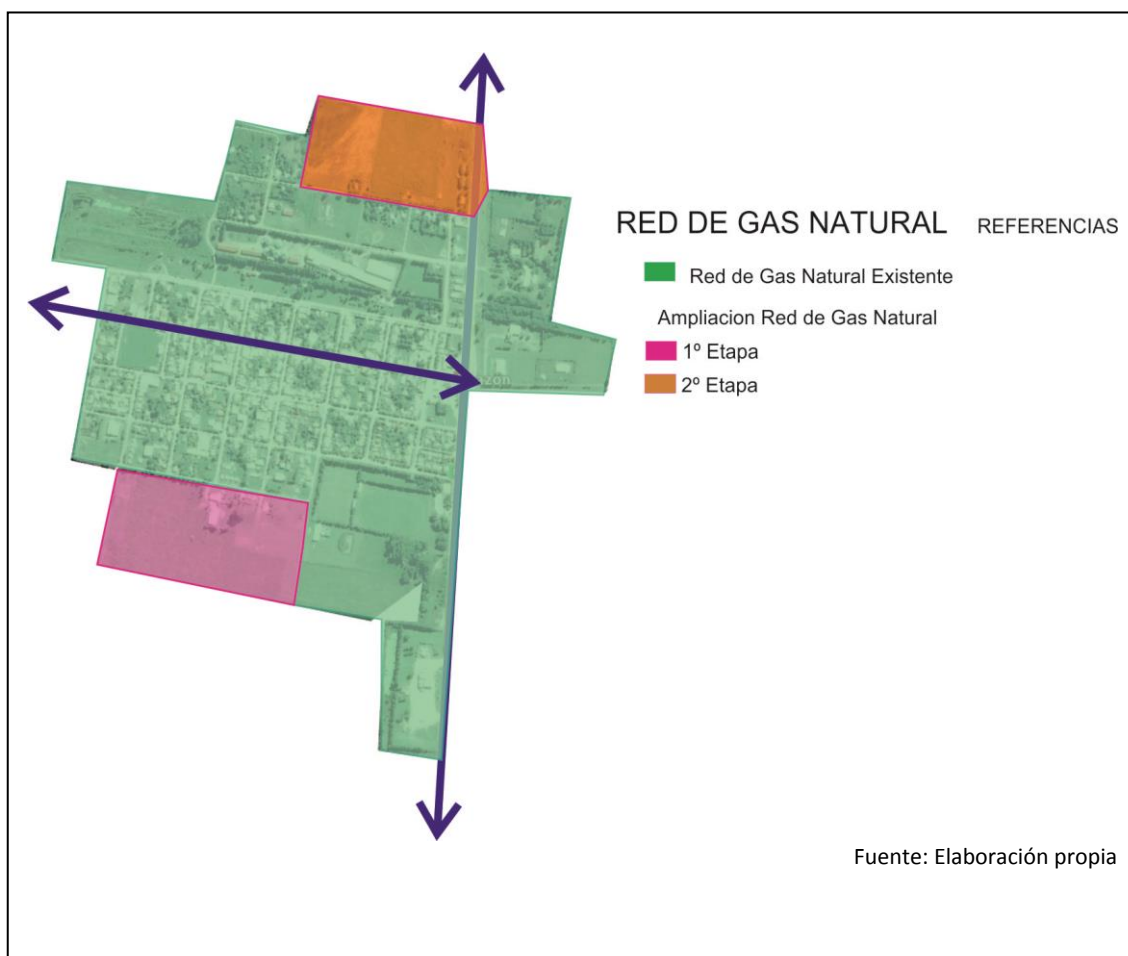 RED DE GAS NATURAL REFERENCIAS
Red de Gas Natural Existente
Ampliacion Red de Gas Natural
1º Etapa
2º Etapa
Fuente: Elaboración propia